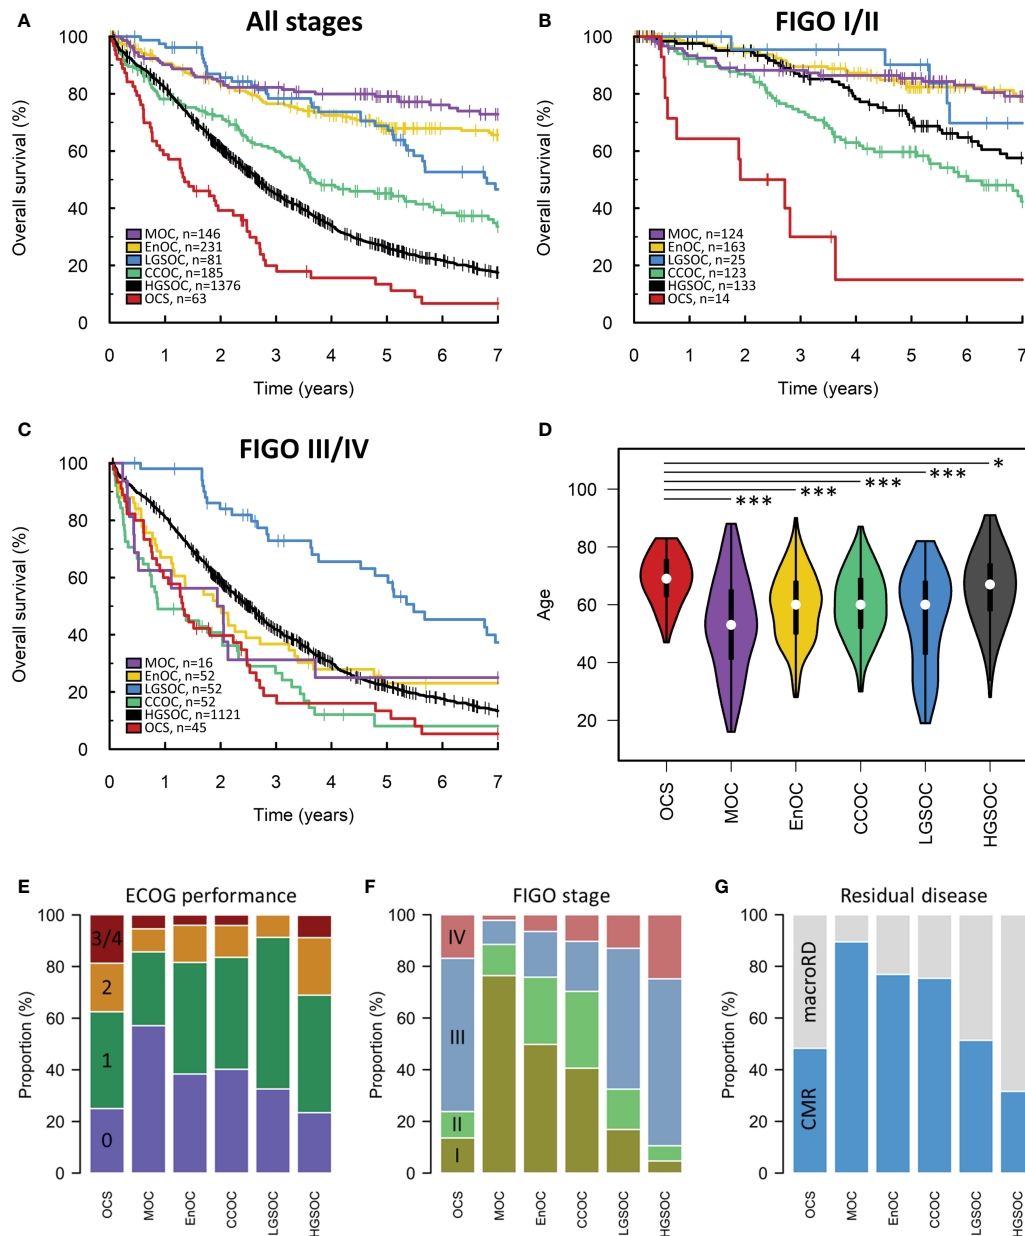 A
All stages
Overall survival (%)
100
80
60
40
20
0
MOC, n=146
EnOC, n=231
LGSOC, n=81
CCOC, n=185
HGSOC, n=1376
OCS, n=63
0 1 2 3 4 5 6 7
Time (years)
B
FIGO I/II
Overall survival (%)
100
80
60
40
20
0
MOC, n=124
EnOC, n=163
LGSOC, n=25
CCOC, n=123
HGSOC, n=133
OCS, n=14
0 1 2 3 4 5 6 7
Time (years)
C
FIGO III/IV
Overall survival (%)
100
80
60
40
20
0
MOC, n=16
EnOC, n=52
LGSOC, n=52
CCOC, n=52
HGSOC, n=1121
OCS, n=45
0 1 2 3 4 5 6 7
Time (years)
D
Age
100
80
60
40
20
*
***
***
***
***
OCS
MOC
EnOC
CCOC
LGSOC
HGSOC
E
ECOG performance
Proportion (%)
100
80
60
40
20
0
3/4
2
1
0
OCS
MOC
EnOC
CCOC
LGSOC
HGSOC
F
FIGO stage
Proportion (%)
100
80
60
40
20
0
IV
III
II
I
OCS
MOC
EnOC
CCOC
LGSOC
HGSOC
G
Residual disease
Proportion (%)
100
80
60
40
20
0
macroRD
CMR
OCS
MOC
EnOC
CCOC
LGSOC
HGSOC